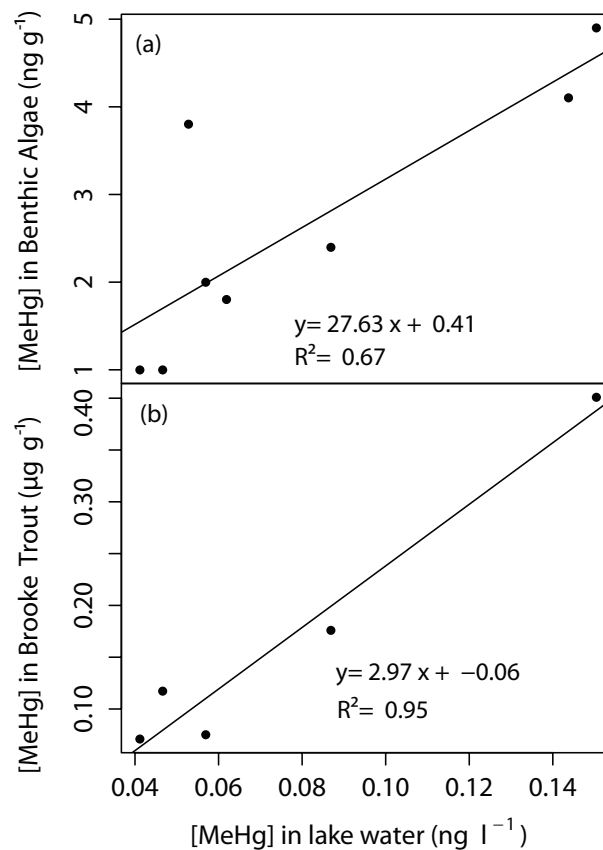 (a)
[MeHg] in Benthic Algae (ng g⁻¹)
5
4
3
2
1
y= 27.63 x + 0.41
R²= 0.67
(b)
[MeHg] in Brooke Trout (µg g⁻¹)
0.40
0.30
0.20
0.10
y= 2.97 x + −0.06
R²= 0.95
0.04 0.06 0.08 0.10 0.12 0.14
[MeHg] in lake water (ng l⁻¹)